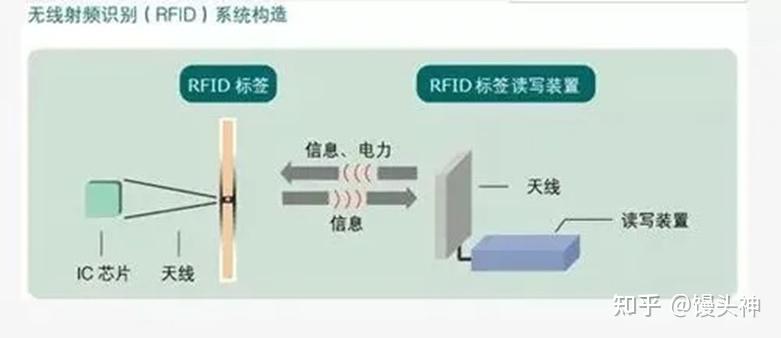 无线射频识别（RFID）系统构造
RFID 标签
RFID 标签读写装置
信息、电力
天线
信息
读写装置
IC 芯片
天线
知乎 @馒头神